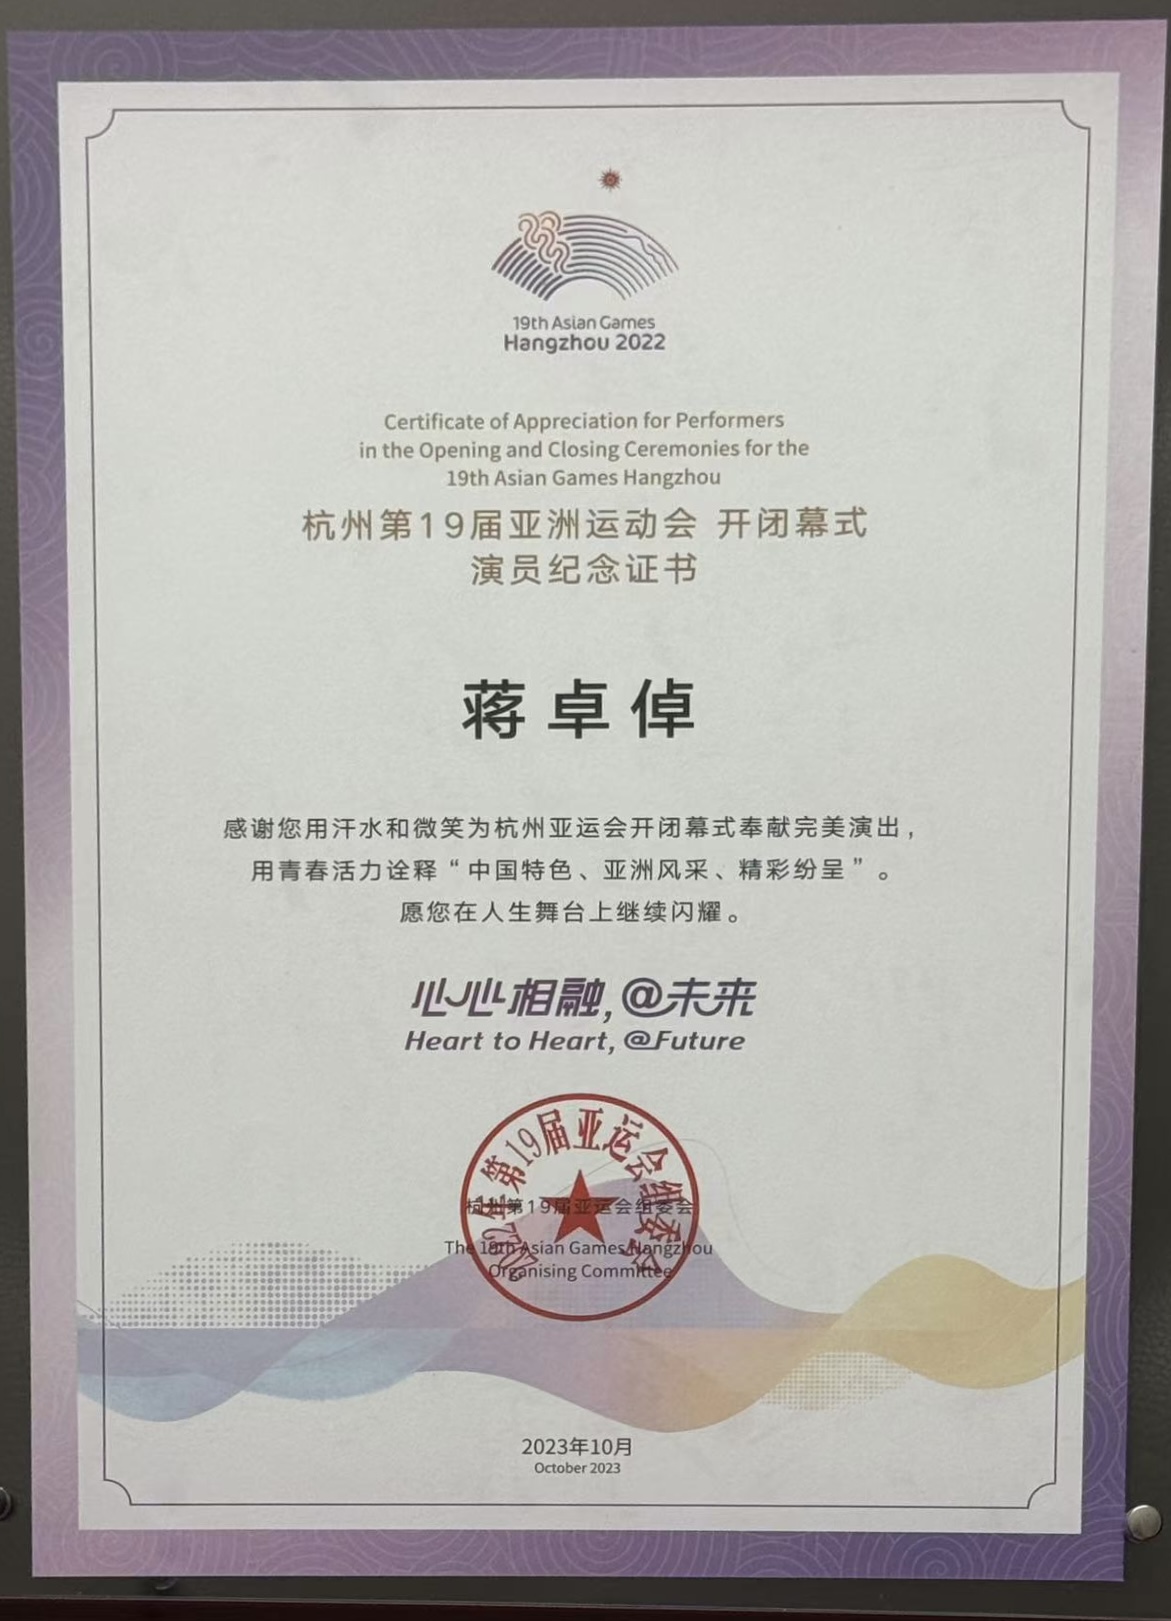 19th Asian Games
Hangzhou 2022
Certificate of Appreciation for Performers
in the Opening and Closing Ceremonies for the
19th Asian Games Hangzhou
杭州第19届亚洲运动会 开闭幕式
演员纪念证书
蒋卓倬
感谢您用汗水和微笑为杭州亚运会开闭幕式奉献完美演出，
用青春活力诠释“中国特色、亚洲风采、精彩纷呈”。
愿您在人生舞台上继续闪耀。
心心相融,@未来
Heart to Heart, @Future
2022年第19届亚运会组委会
杭州第19届亚运会组委会
The 19th Asian Games Hangzhou
Organising Committee
2023年10月
October 2023